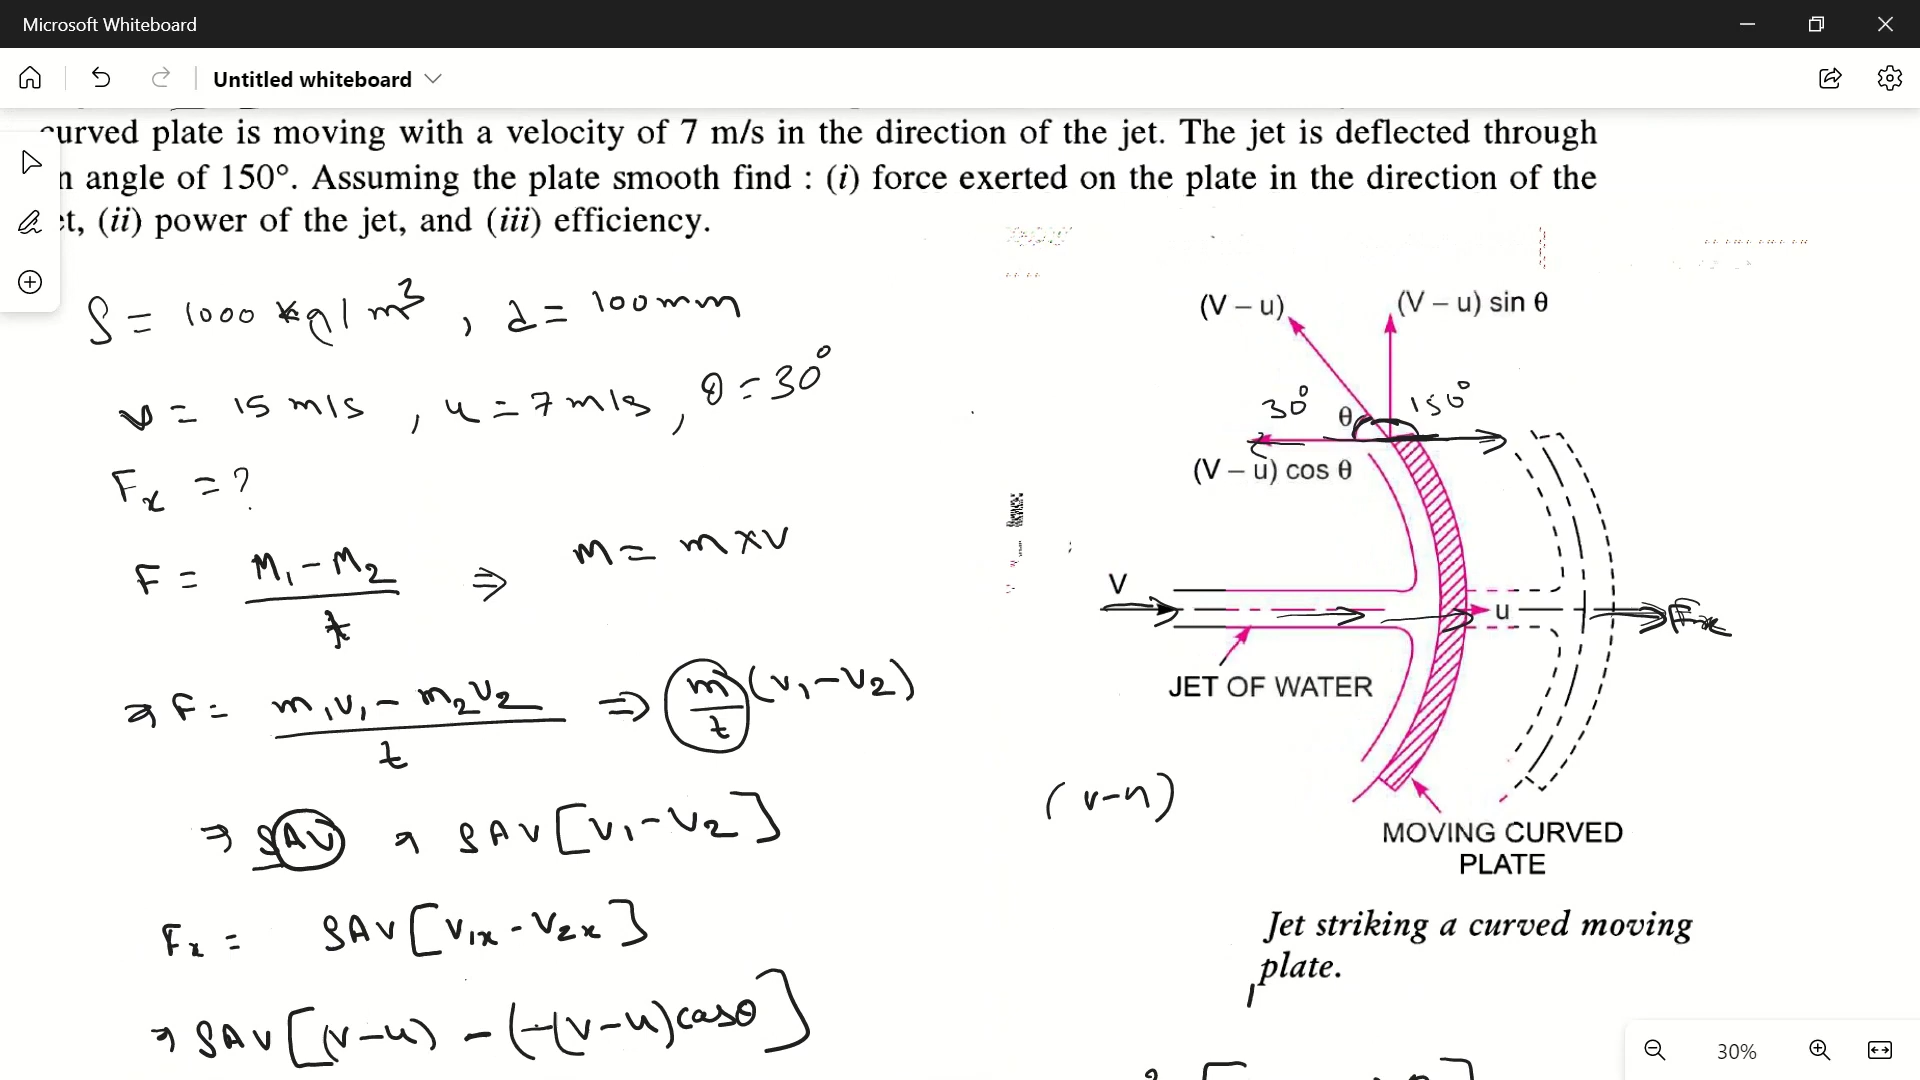 Microsoft Whiteboard
Untitled whiteboard
curved plate is moving with a velocity of 7 m/s in the direction of the jet. The jet is deflected through
n angle of 150°. Assuming the plate smooth find : (i) force exerted on the plate in the direction of the
et, (ii) power of the jet, and (iii) efficiency.
ρ = 1000 kg/m³, d = 100mm
v = 15 m/s, u = 7 m/s, θ = 30°
Fx = ?
F = M1 - M2 / t ⇒ M = m×v
⇒ F = m1v1 - m2v2 / t ⇒ m/t (v1 - v2)
⇒ ρAV ⇒ ρAV [v1 - v2]
Fx = ρAV [V1x - V2x]
⇒ ρAV [(v-u) - (-(v-u)cosθ]
(V – u)
(V – u) sin θ
30° θ 150°
(V – u) cos θ
V
u
Fx
JET OF WATER
(v-u)
MOVING CURVED
PLATE
Jet striking a curved moving
plate.
30%